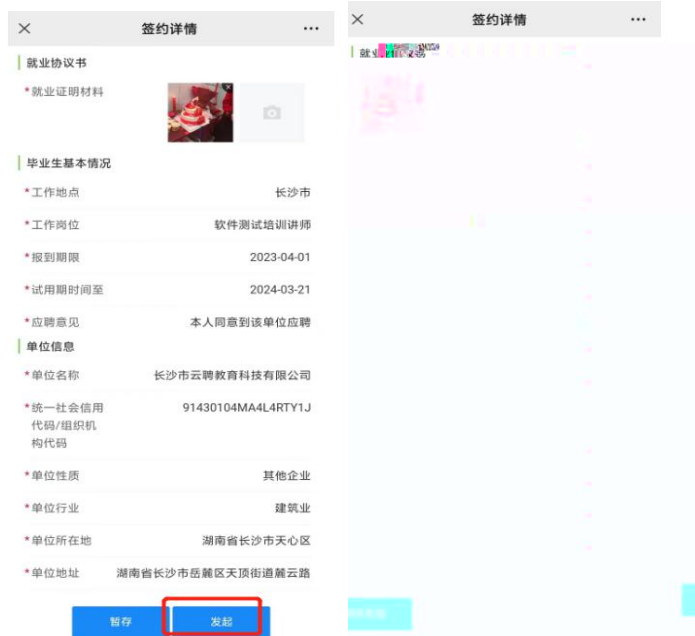 签约详情
就业协议书
*就业证明材料
毕业生基本情况
*工作地点 长沙市
*工作岗位 软件测试培训讲师
*报到期限 2023-04-01
*试用期时间至 2024-03-21
*应聘意见 本人同意到该单位应聘
单位信息
*单位名称 长沙市云聘教育科技有限公司
*统一社会信用 91430104MA4L4RTY1J
代码/组织机
构代码
*单位性质 其他企业
*单位行业 建筑业
*单位所在地 湖南省长沙市天心区
*单位地址 湖南省长沙市岳麓区天顶街道麓云路
暂存 发起
签约详情
就业